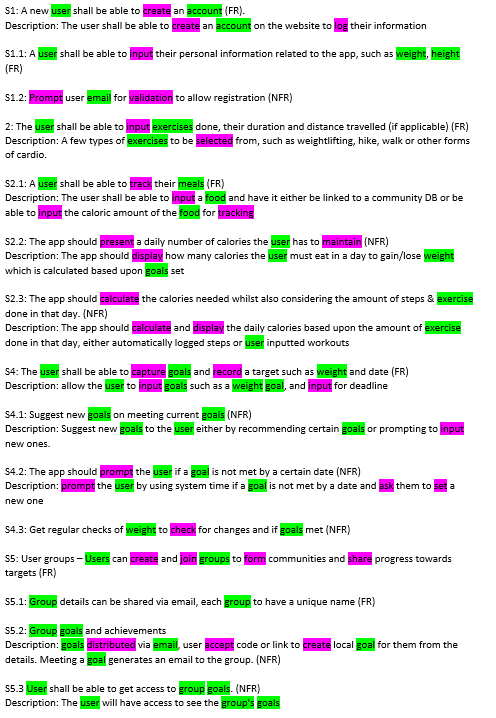 S1: A new user shall be able to create an account (FR).
Description: The user shall be able to create an account on the website to log their information
S1.1: A user shall be able to input their personal information related to the app, such as weight, height
(FR)
S1.2: Prompt user email for validation to allow registration (NFR)
2: The user shall be able to input exercises done, their duration and distance travelled (if applicable) (FR)
Description: A few types of exercises to be selected from, such as weightlifting, hike, walk or other forms
of cardio.
S2.1: A user shall be able to track their meals (FR)
Description: The user shall be able to input a food and have it either be linked to a community DB or be
able to input the caloric amount of the food for tracking
S2.2: The app should present a daily number of calories the user has to maintain (NFR)
Description: The app should display how many calories the user must eat in a day to gain/lose weight
which is calculated based upon goals set
S2.3: The app should calculate the calories needed whilst also considering the amount of steps & exercise
done in that day. (NFR)
Description: The app should calculate and display the daily calories based upon the amount of exercise
done in that day, either automatically logged steps or user inputted workouts
S4: The user shall be able to capture goals and record a target such as weight and date (FR)
Description: allow the user to input goals such as a weight goal, and input for deadline
S4.1: Suggest new goals on meeting current goals (NFR)
Description: Suggest new goals to the user either by recommending certain goals or prompting to input
new ones.
S4.2: The app should prompt the user if a goal is not met by a certain date (NFR)
Description: prompt the user by using system time if a goal is not met by a date and ask them to set a
new one
S4.3: Get regular checks of weight to check for changes and if goals met (NFR)
S5: User groups – Users can create and join groups to form communities and share progress towards
targets (FR)
S5.1: Group details can be shared via email, each group to have a unique name (FR)
S5.2: Group goals and achievements
Description: goals distributed via email, user accept code or link to create local goal for them from the
details. Meeting a goal generates an email to the group. (NFR)
S5.3 User shall be able to get access to group goals. (NFR)
Description: The user will have access to see the group's goals